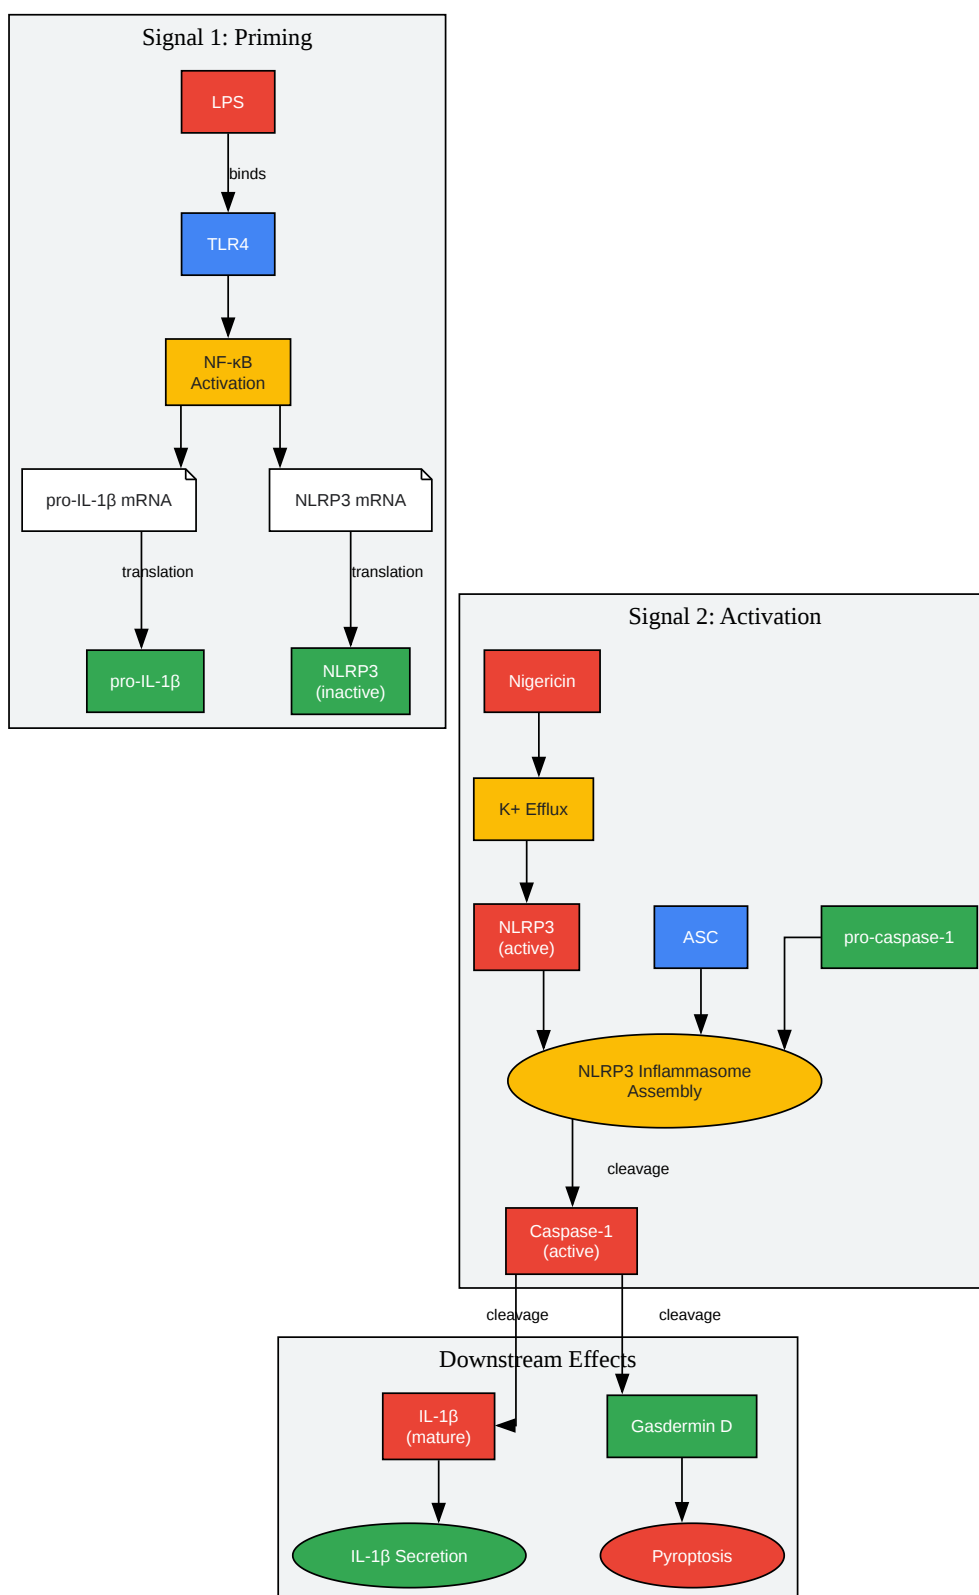 Signal 1: Priming
LPS
binds
TLR4
NF-κB
Activation
pro-IL-1β mRNA
NLRP3 mRNA
translation
translation
pro-IL-1β
NLRP3
(inactive)
Signal 2: Activation
Nigericin
K+ Efflux
NLRP3
(active)
ASC
pro-caspase-1
NLRP3 Inflammasome
Assembly
cleavage
Caspase-1
(active)
cleavage
cleavage
Downstream Effects
IL-1β
(mature)
Gasdermin D
IL-1β Secretion
Pyroptosis